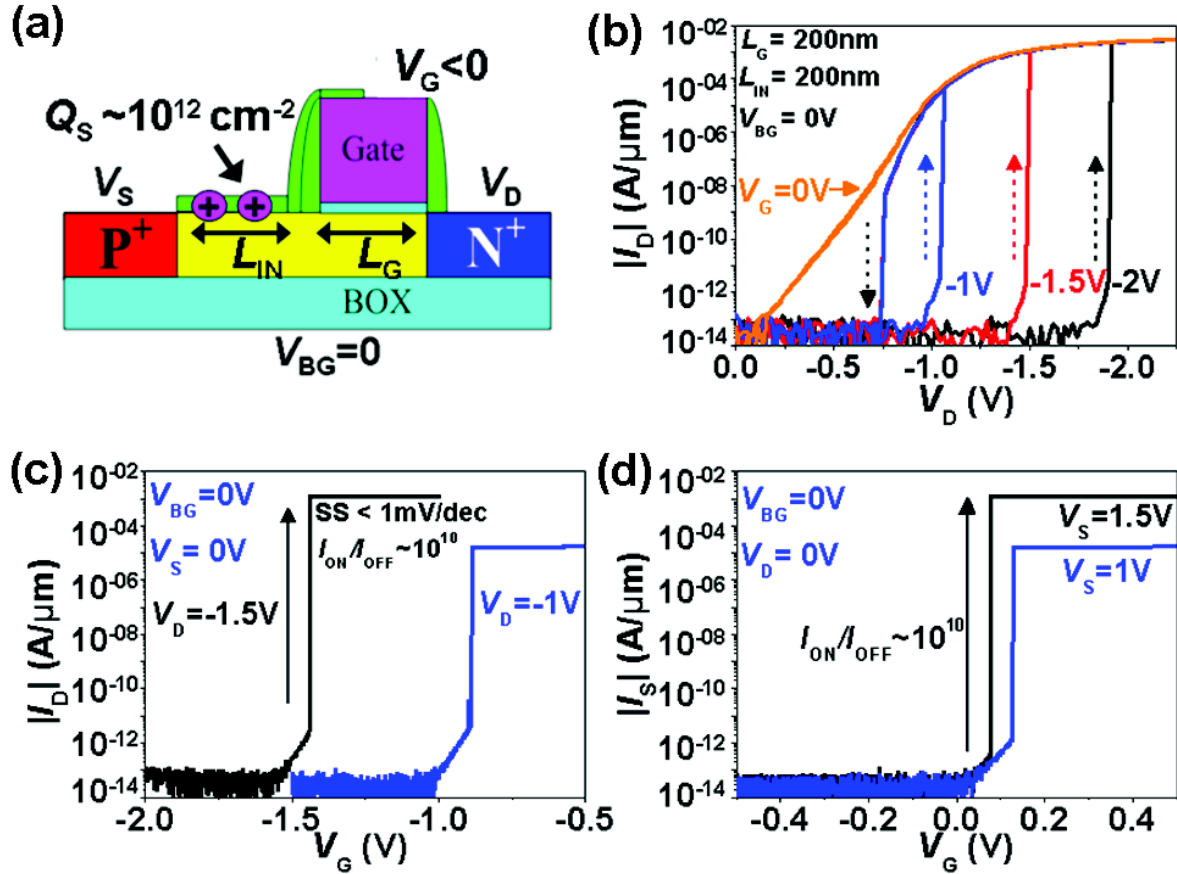 (a)
V_G<0
Q_S ~10^12 cm^-2
Gate
V_S
V_D
+ +
P^+
L_IN
L_G
N^+
BOX
V_BG=0
(b)
10^-02
10^-04
10^-06
10^-08
10^-10
10^-12
10^-14
|I_D| (A/μm)
L_G = 200nm
L_IN = 200nm
V_BG = 0V
V_G=0V
-1V
-1.5V
-2V
0.0 -0.5 -1.0 -1.5 -2.0
V_D (V)
(c)
10^-02
10^-04
10^-06
10^-08
10^-10
10^-12
10^-14
|I_D| (A/μm)
V_BG=0V
V_S= 0V
V_D=-1.5V
SS < 1mV/dec
I_ON/I_OFF~10^10
V_D=-1V
-2.0 -1.5 -1.0 -0.5
V_G (V)
(d)
10^-02
10^-04
10^-06
10^-08
10^-10
10^-12
10^-14
|I_S| (A/μm)
V_BG=0V
V_D= 0V
V_S=1.5V
V_S=1V
I_ON/I_OFF~10^10
-0.4 -0.2 0.0 0.2 0.4
V_G (V)